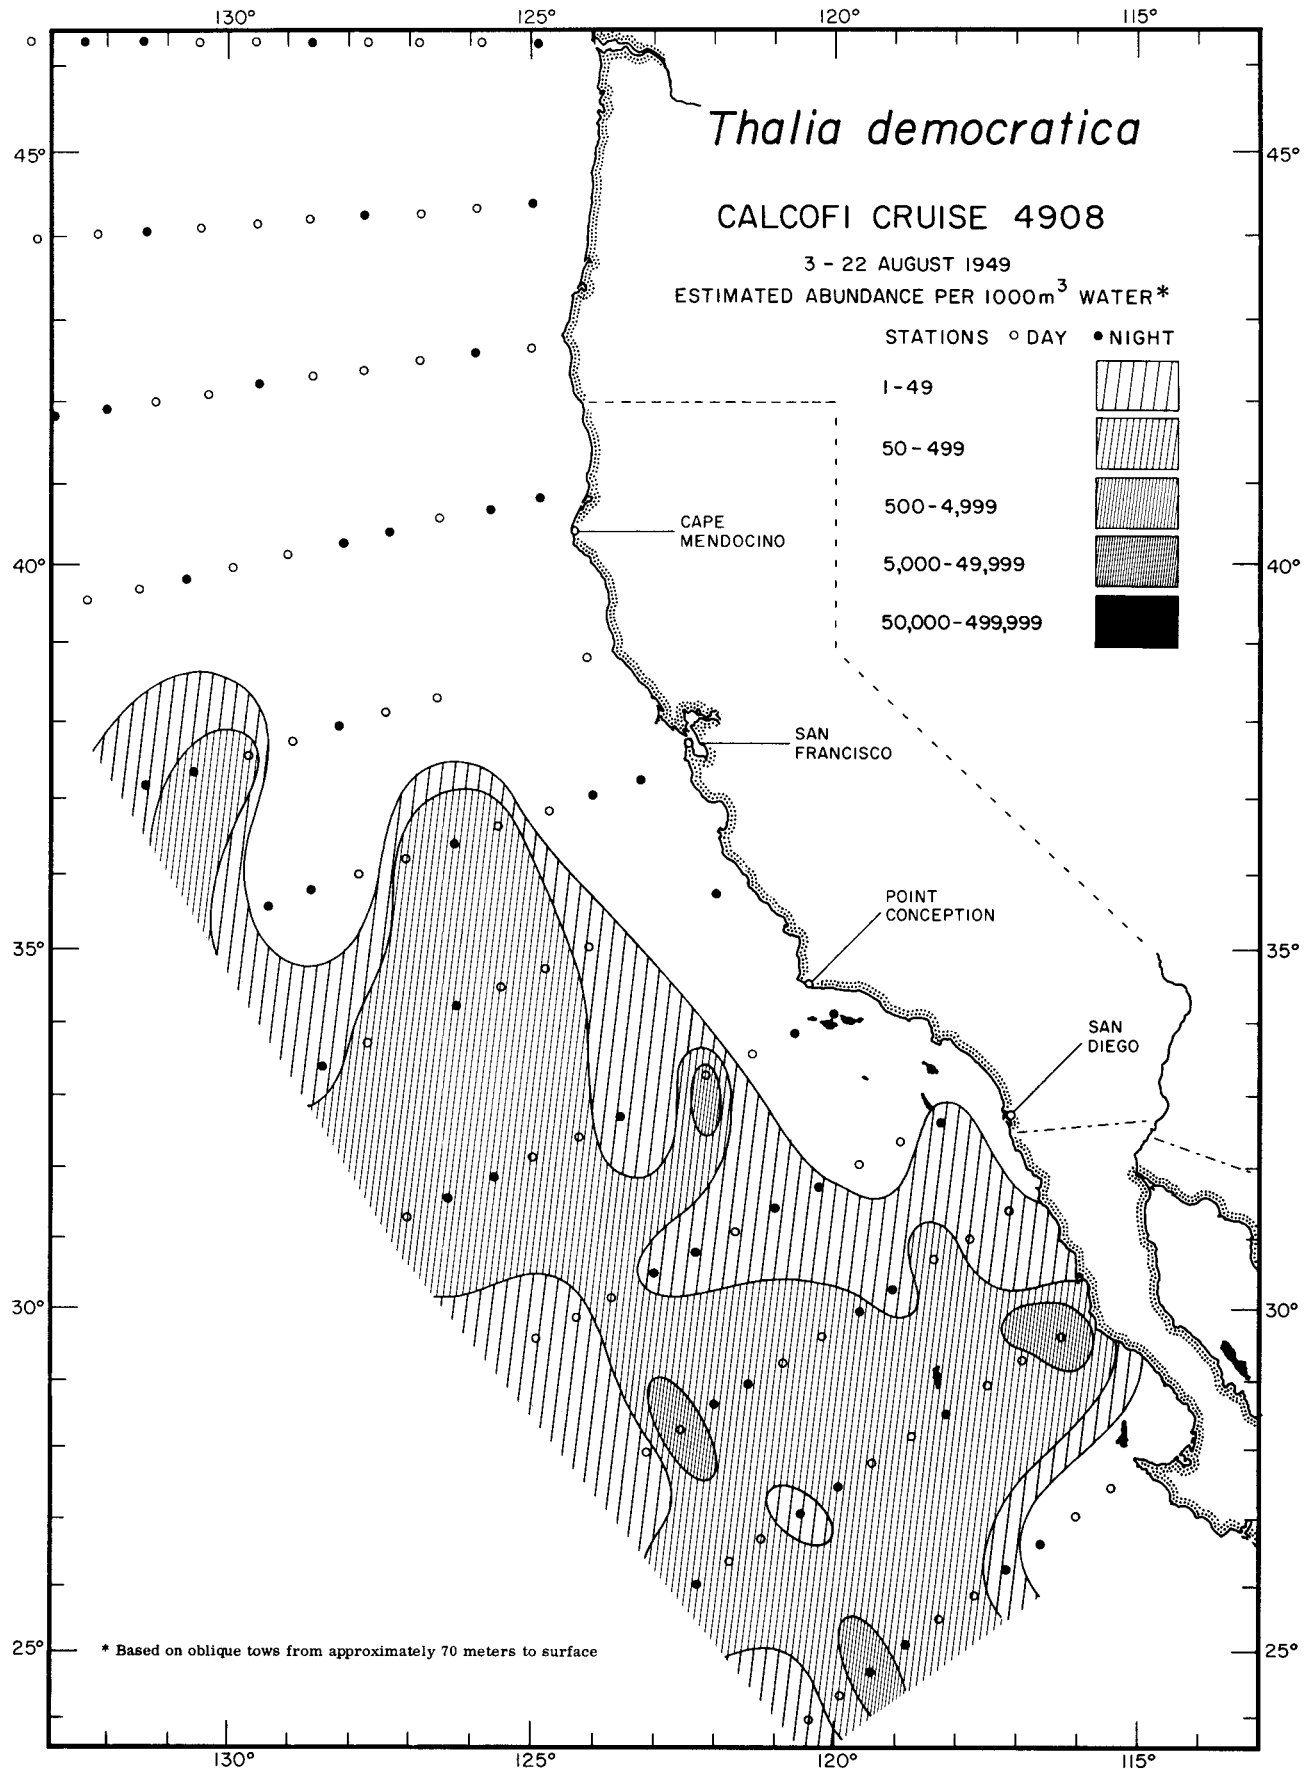 130° 125° 120° 115°
Thalia democratica
45° 45°
CALCOFI CRUISE 4908
3 - 22 AUGUST 1949
ESTIMATED ABUNDANCE PER 1000m³ WATER*
STATIONS ○ DAY ● NIGHT
1-49
50-499
500-4,999
5,000-49,999
50,000-499,999
CAPE
MENDOCINO
40° 40°
SAN
FRANCISCO
POINT
CONCEPTION
35° 35°
SAN
DIEGO
30° 30°
25° 25°
* Based on oblique tows from approximately 70 meters to surface
130° 125° 120° 115°